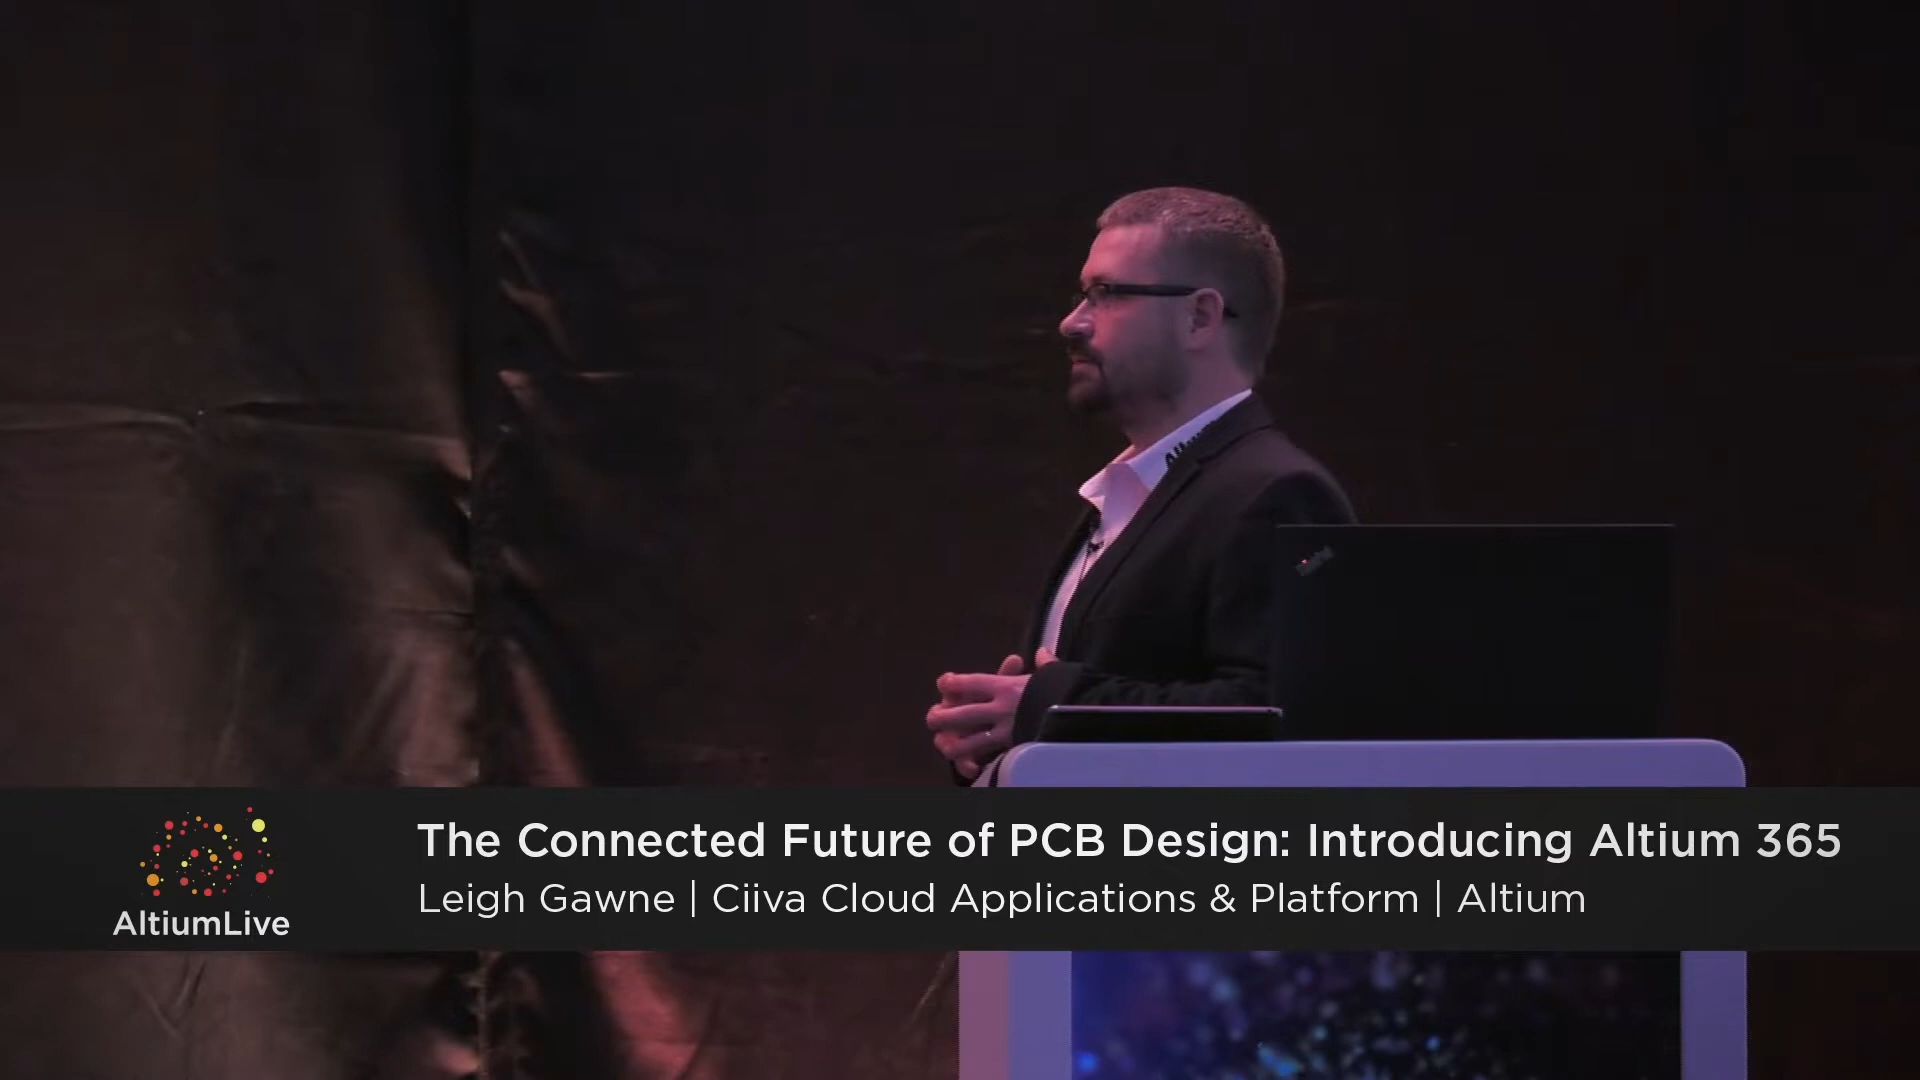 The Connected Future of PCB Design: Introducing Altium 365
Leigh Gawne | Ciiva Cloud Applications & Platform | Altium
AltiumLive